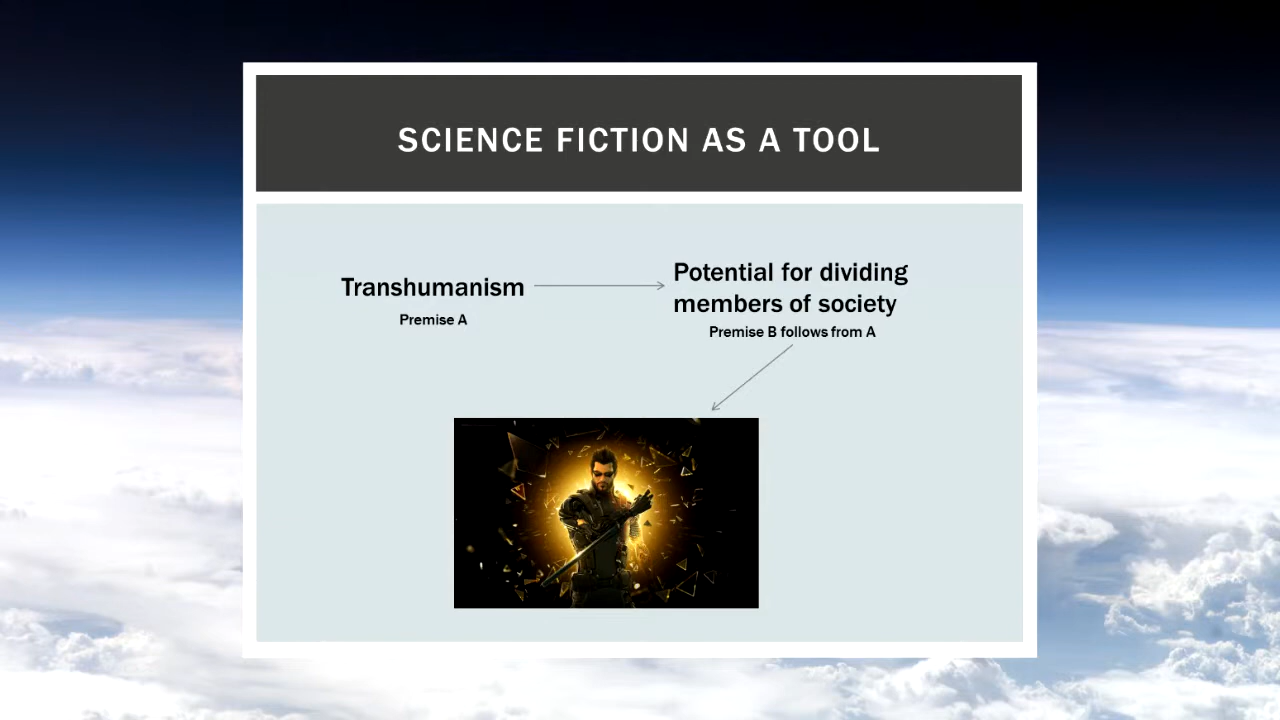 SCIENCE FICTION AS A TOOL
Transhumanism
Premise A
Potential for dividing
members of society
Premise B follows from A